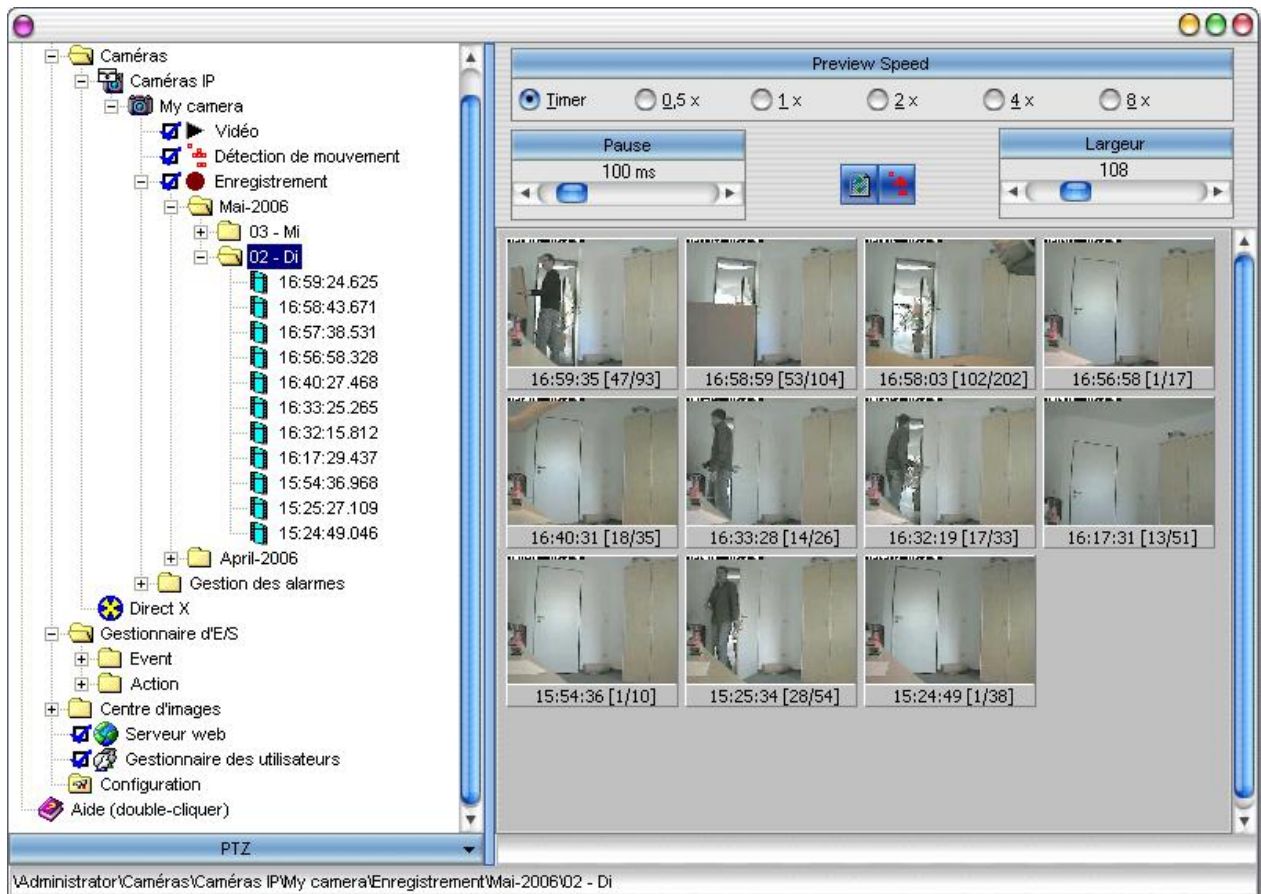 Caméras
Caméras IP
My camera
Vidéo
Détection de mouvement
Enregistrement
Mai-2006
03 - Mi
02 - Di
16:59:24.625
16:58:43.671
16:57:38.531
16:56:58.328
16:40:27.468
16:33:25.265
16:32:15.812
16:17:29.437
15:54:36.968
15:25:27.109
15:24:49.046
April-2006
Gestion des alarmes
Direct X
Gestionnaire d'E/S
Event
Action
Centre d'images
Serveur web
Gestionnaire des utilisateurs
Configuration
Aide (double-cliquer)
PTZ
Preview Speed
Timer 0,5 x 1 x 2 x 4 x 8 x
Pause
100 ms
Largeur
108
16:59:35 [47/93] 16:58:59 [53/104] 16:58:03 [102/202] 16:56:58 [1/17]
16:40:31 [18/35] 16:33:28 [14/26] 16:32:19 [17/33] 16:17:31 [13/51]
15:54:36 [1/10] 15:25:34 [28/54] 15:24:49 [1/38]
\Administrator\Caméras\Caméras IP\My camera\Enregistrement\Mai-2006\02 - Di